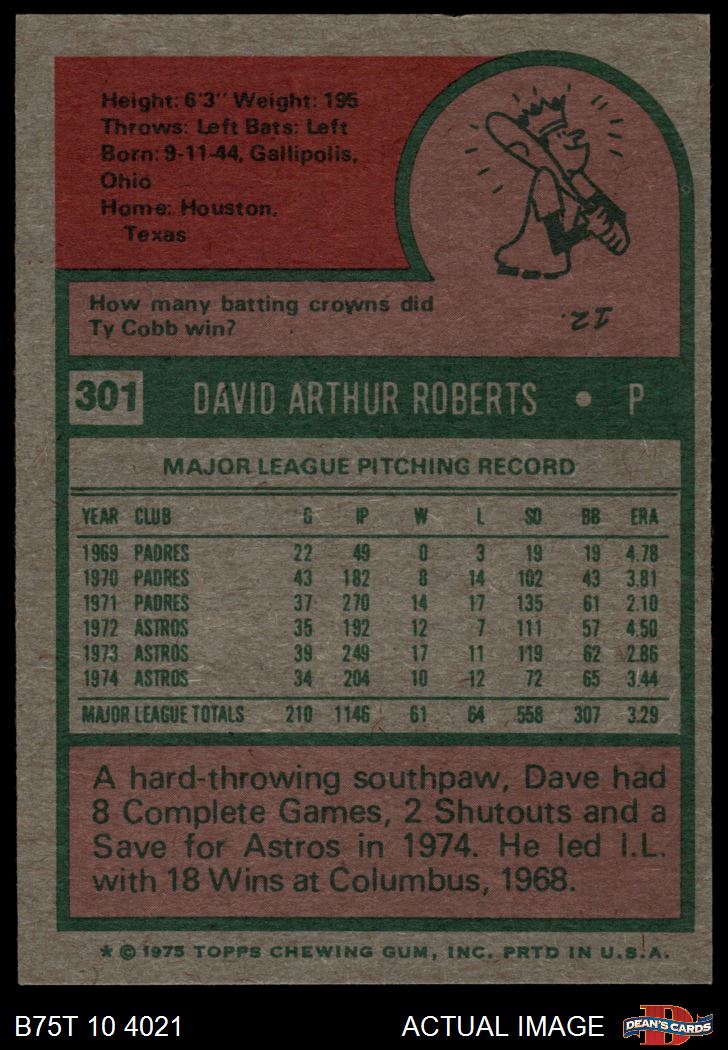 Height: 6'3" Weight: 195
Throws: Left Bats: Left
Born: 9-11-44, Gallipolis,
Ohio
Home: Houston,
Texas
How many batting crowns did
Ty Cobb win?
12.
301 DAVID ARTHUR ROBERTS • P
MAJOR LEAGUE PITCHING RECORD
YEAR CLUB G IP W L SO BB ERA
1969 PADRES 22 49 0 3 19 19 4.78
1970 PADRES 43 182 8 14 102 43 3.81
1971 PADRES 37 270 14 17 135 61 2.10
1972 ASTROS 35 192 12 7 111 57 4.50
1973 ASTROS 39 249 17 11 119 62 2.86
1974 ASTROS 34 204 10 12 72 65 3.44
MAJOR LEAGUE TOTALS 210 1146 61 64 558 307 3.29
A hard-throwing southpaw, Dave had
8 Complete Games, 2 Shutouts and a
Save for Astros in 1974. He led I.L.
with 18 Wins at Columbus, 1968.
* © 1975 TOPPS CHEWING GUM, INC. PRTD IN U.S.A.
B75T 10 4021 ACTUAL IMAGE DEAN'S CARDS